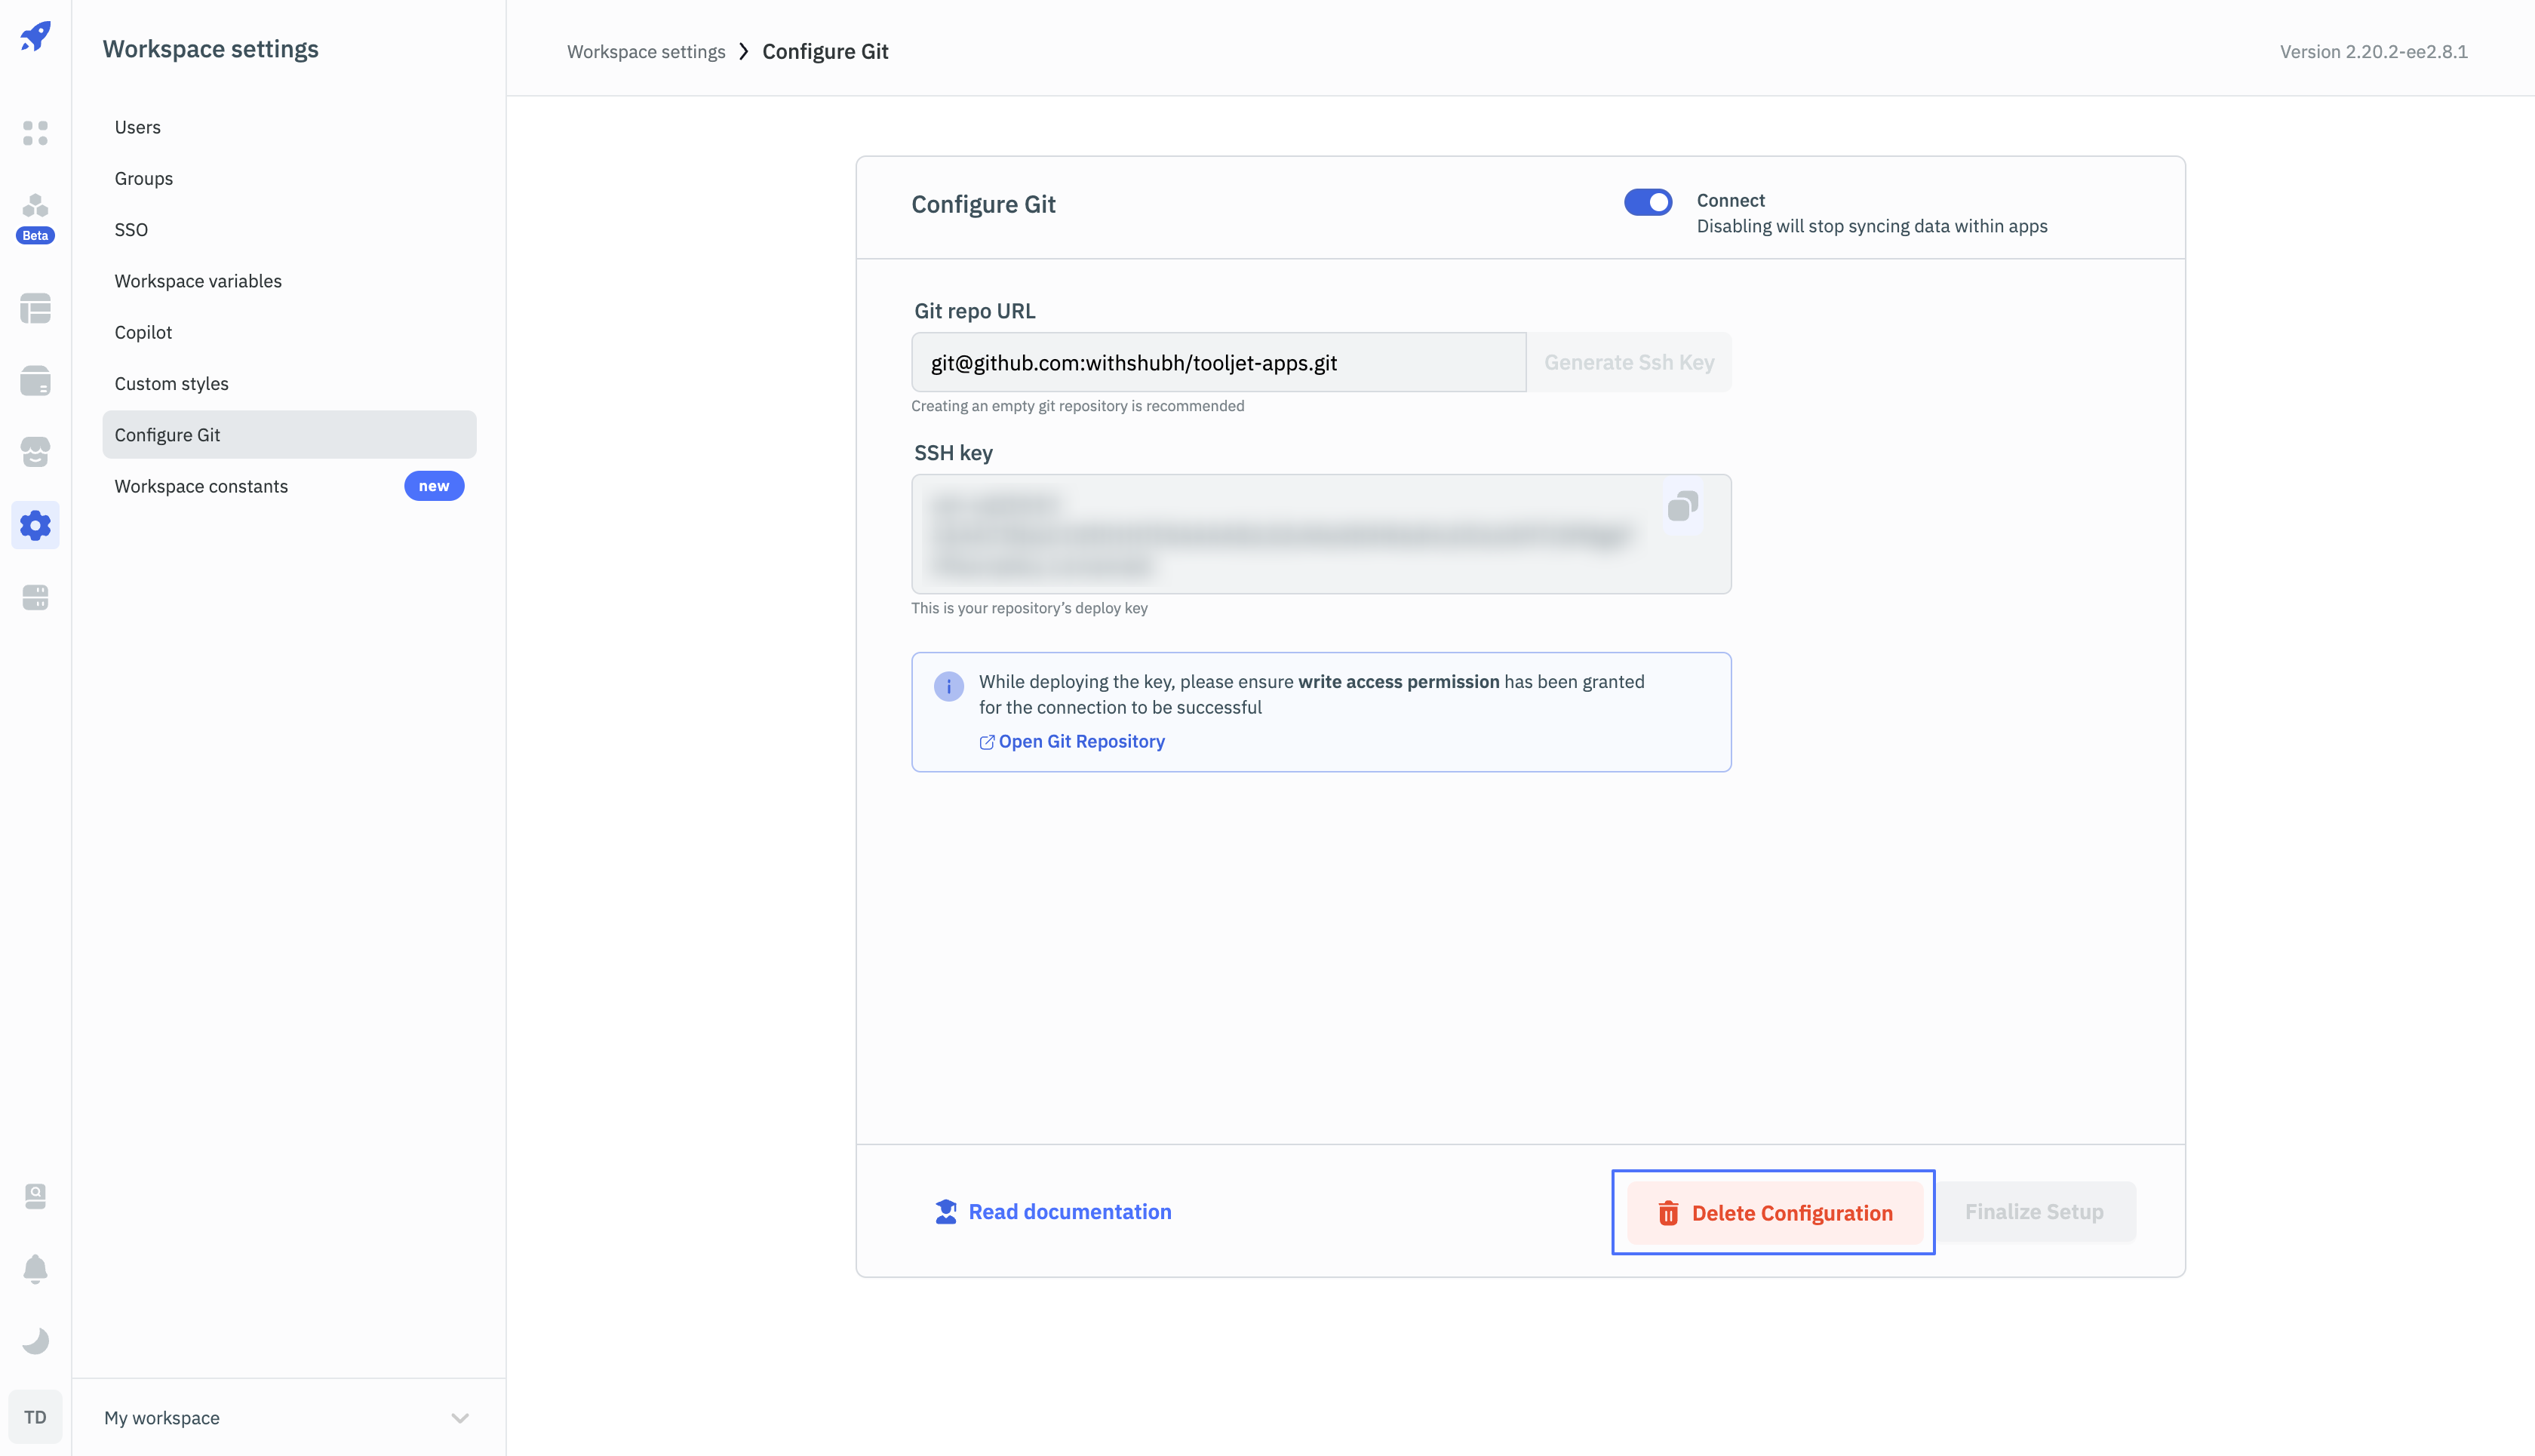 Workspace settings
Workspace settings
Configure Git
Version 2.20.2-ee2.8.1
Beta
Users
Groups
SSO
Workspace variables
Copilot
Custom styles
Configure Git
Workspace constants
new
My workspace
TD
Configure Git
Connect
Disabling will stop syncing data within apps
Git repo URL
git@github.com:withshubh/tooljet-apps.git
Generate Ssh Key
Creating an empty git repository is recommended
SSH key
This is your repository’s deploy key
While deploying the key, please ensure write access permission has been granted
for the connection to be successful
Open Git Repository
Read documentation
Delete Configuration
Finalize Setup